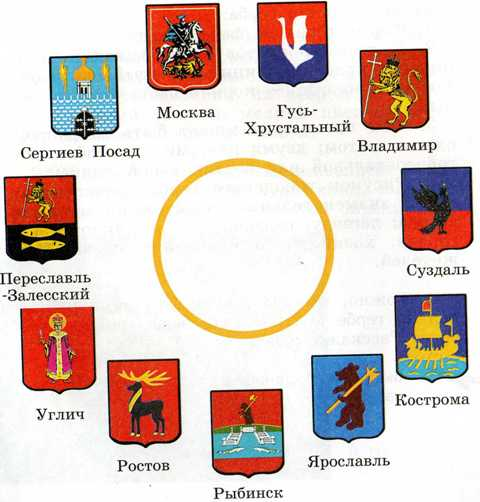 Москва
Гусь-
Хрустальный
Сергиев Посад
Владимир
Суздаль
Переславль
-Залесский
Кострома
Углич
Ярославль
Ростов
Рыбинск